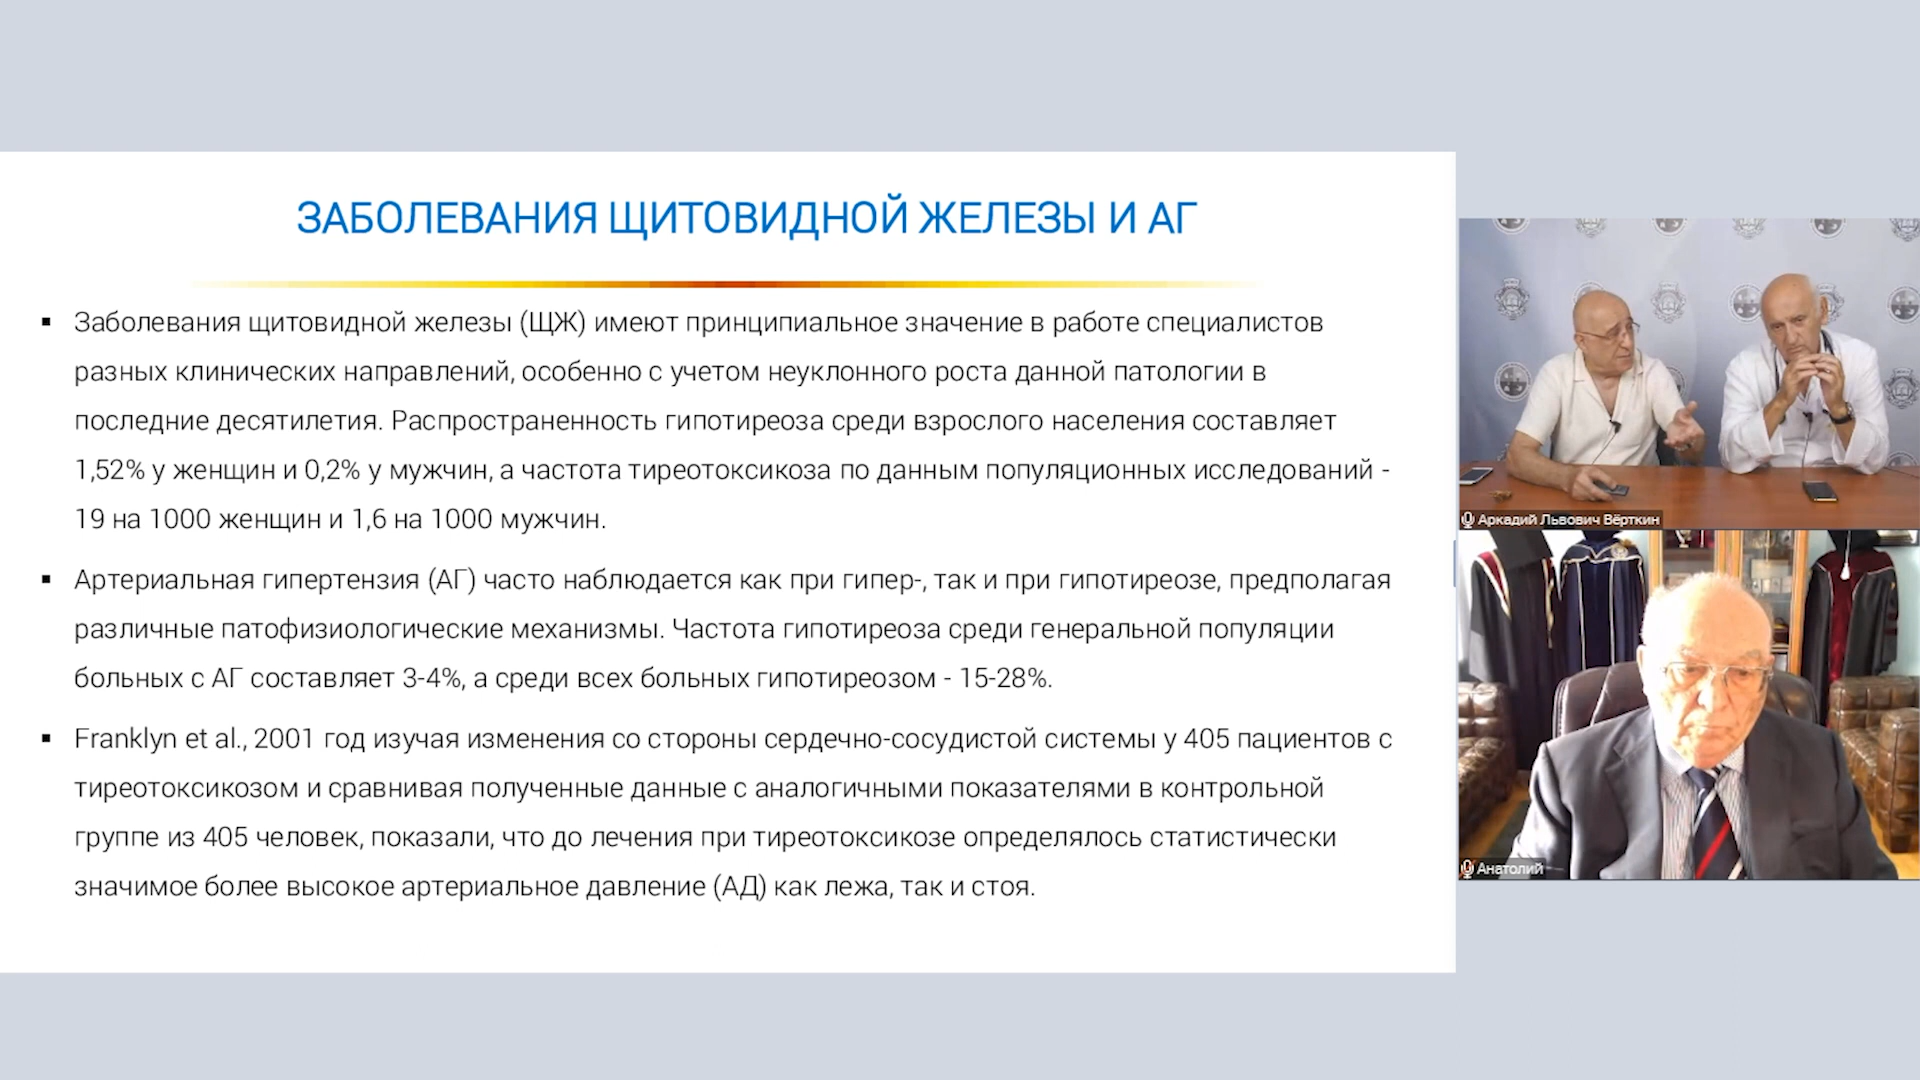 ЗАБОЛЕВАНИЯ ЩИТОВИДНОЙ ЖЕЛЕЗЫ И АГ
▪ Заболевания щитовидной железы (ЩЖ) имеют принципиальное значение в работе специалистов
разных клинических направлений, особенно с учетом неуклонного роста данной патологии в
последние десятилетия. Распространенность гипотиреоза среди взрослого населения составляет
1,52% у женщин и 0,2% у мужчин, а частота тиреотоксикоза по данным популяционных исследований -
19 на 1000 женщин и 1,6 на 1000 мужчин.
▪ Артериальная гипертензия (АГ) часто наблюдается как при гипер-, так и при гипотиреозе, предполагая
различные патофизиологические механизмы. Частота гипотиреоза среди генеральной популяции
больных с АГ составляет 3-4%, а среди всех больных гипотиреозом - 15-28%.
▪ Franklyn et al., 2001 год изучая изменения со стороны сердечно-сосудистой системы у 405 пациентов с
тиреотоксикозом и сравнивая полученные данные с аналогичными показателями в контрольной
группе из 405 человек, показали, что до лечения при тиреотоксикозе определялось статистически
значимое более высокое артериальное давление (АД) как лежа, так и стоя.
Аркадий Львович Вёрткин
Анатолий